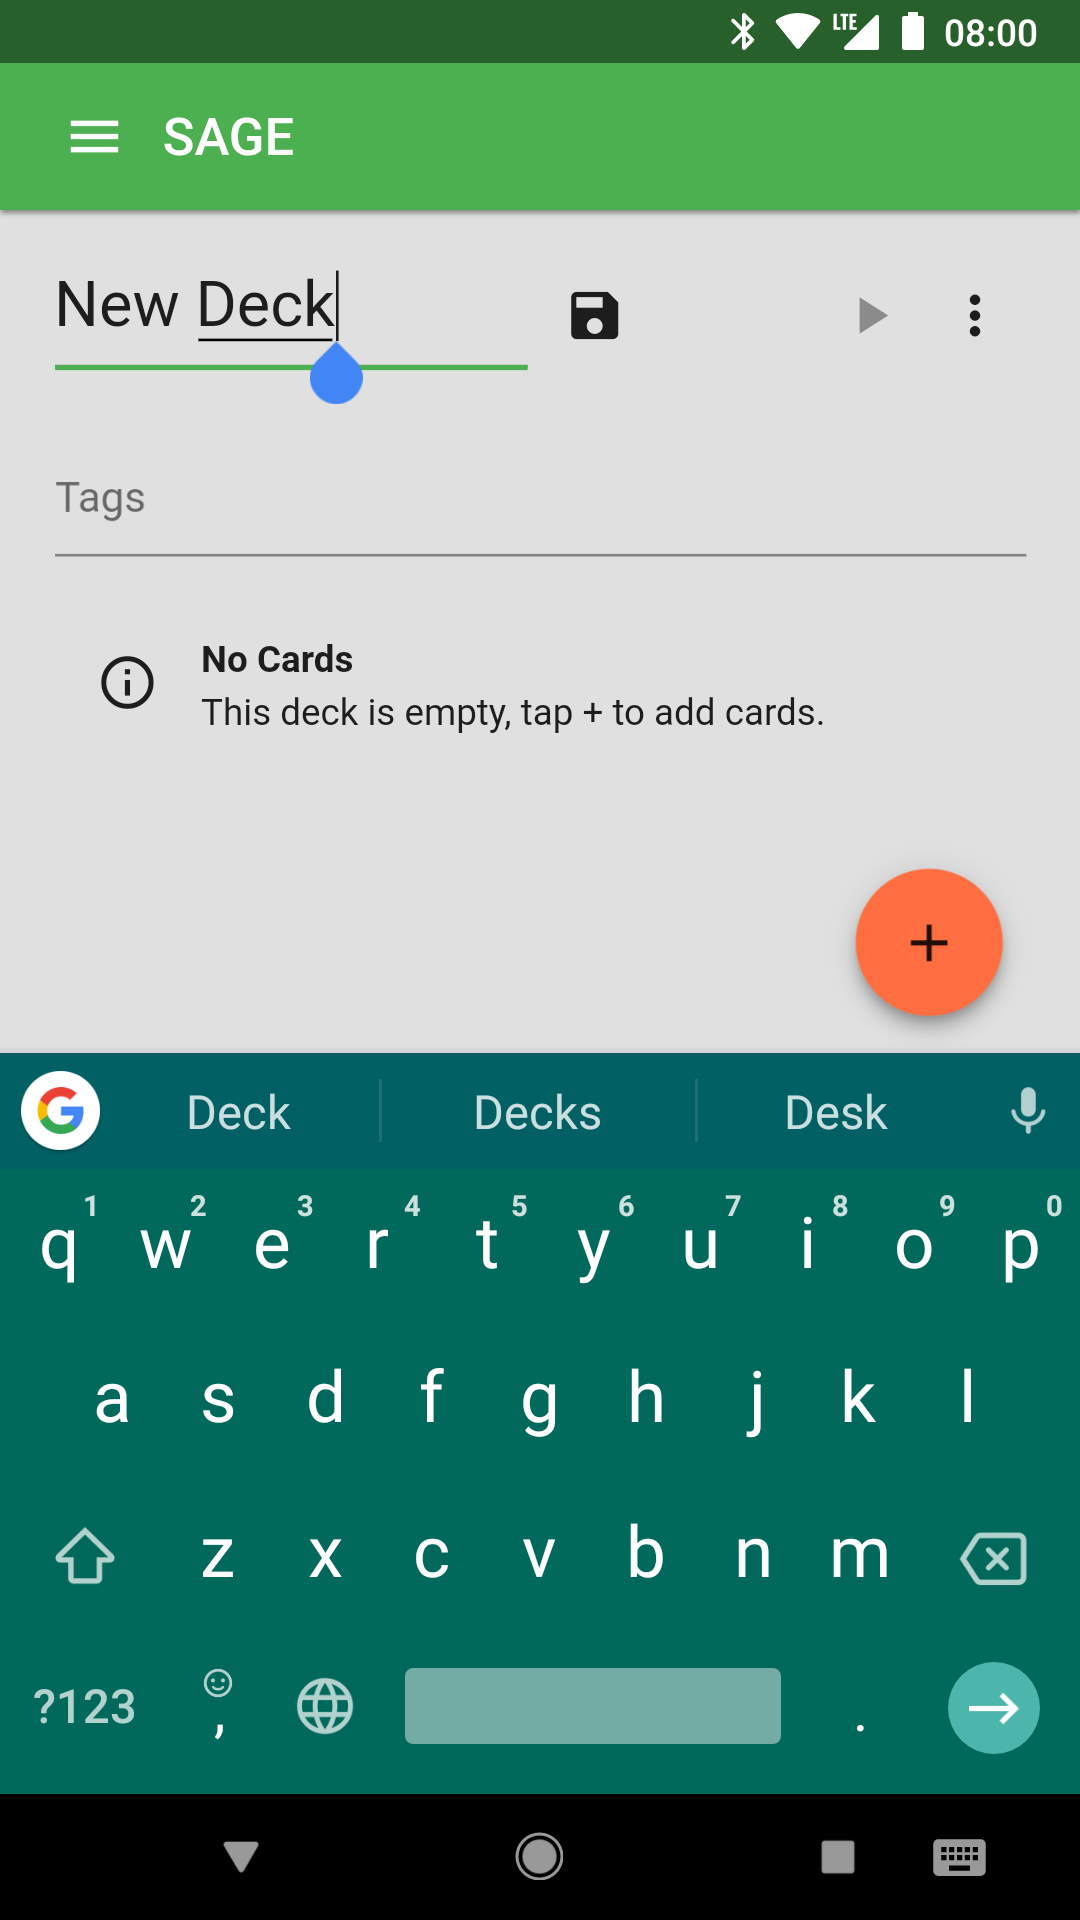 LTE 08:00
SAGE
New Deck
Tags
No Cards
This deck is empty, tap + to add cards.
Deck Decks Desk
1 2 3 4 5 6 7 8 9 0
q w e r t y u i o p
a s d f g h j k l
z x c v b n m
?123 , .